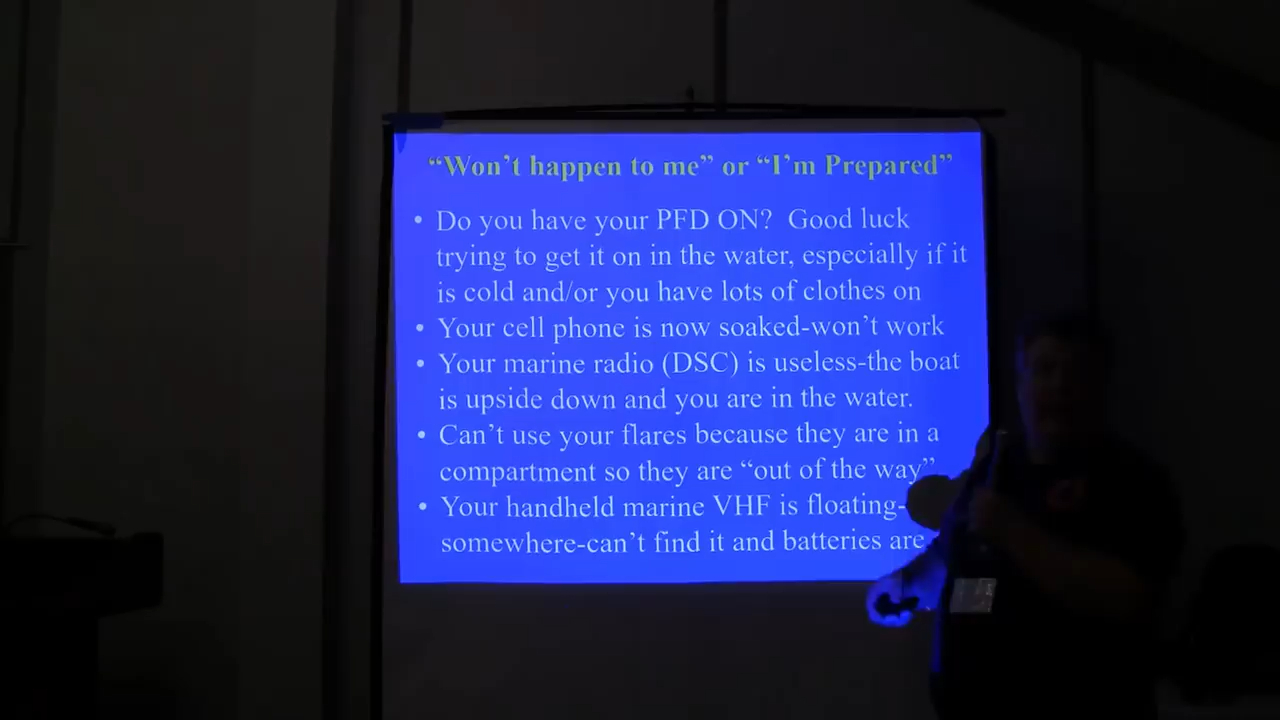 “Won’t happen to me” or “I’m Prepared”
• Do you have your PFD ON? Good luck
trying to get it on in the water, especially if it
is cold and/or you have lots of clothes on
• Your cell phone is now soaked-won’t work
• Your marine radio (DSC) is useless-the boat
is upside down and you are in the water.
• Can’t use your flares because they are in a
compartment so they are “out of the way”
• Your handheld marine VHF is floating-
somewhere-can’t find it and batteries are